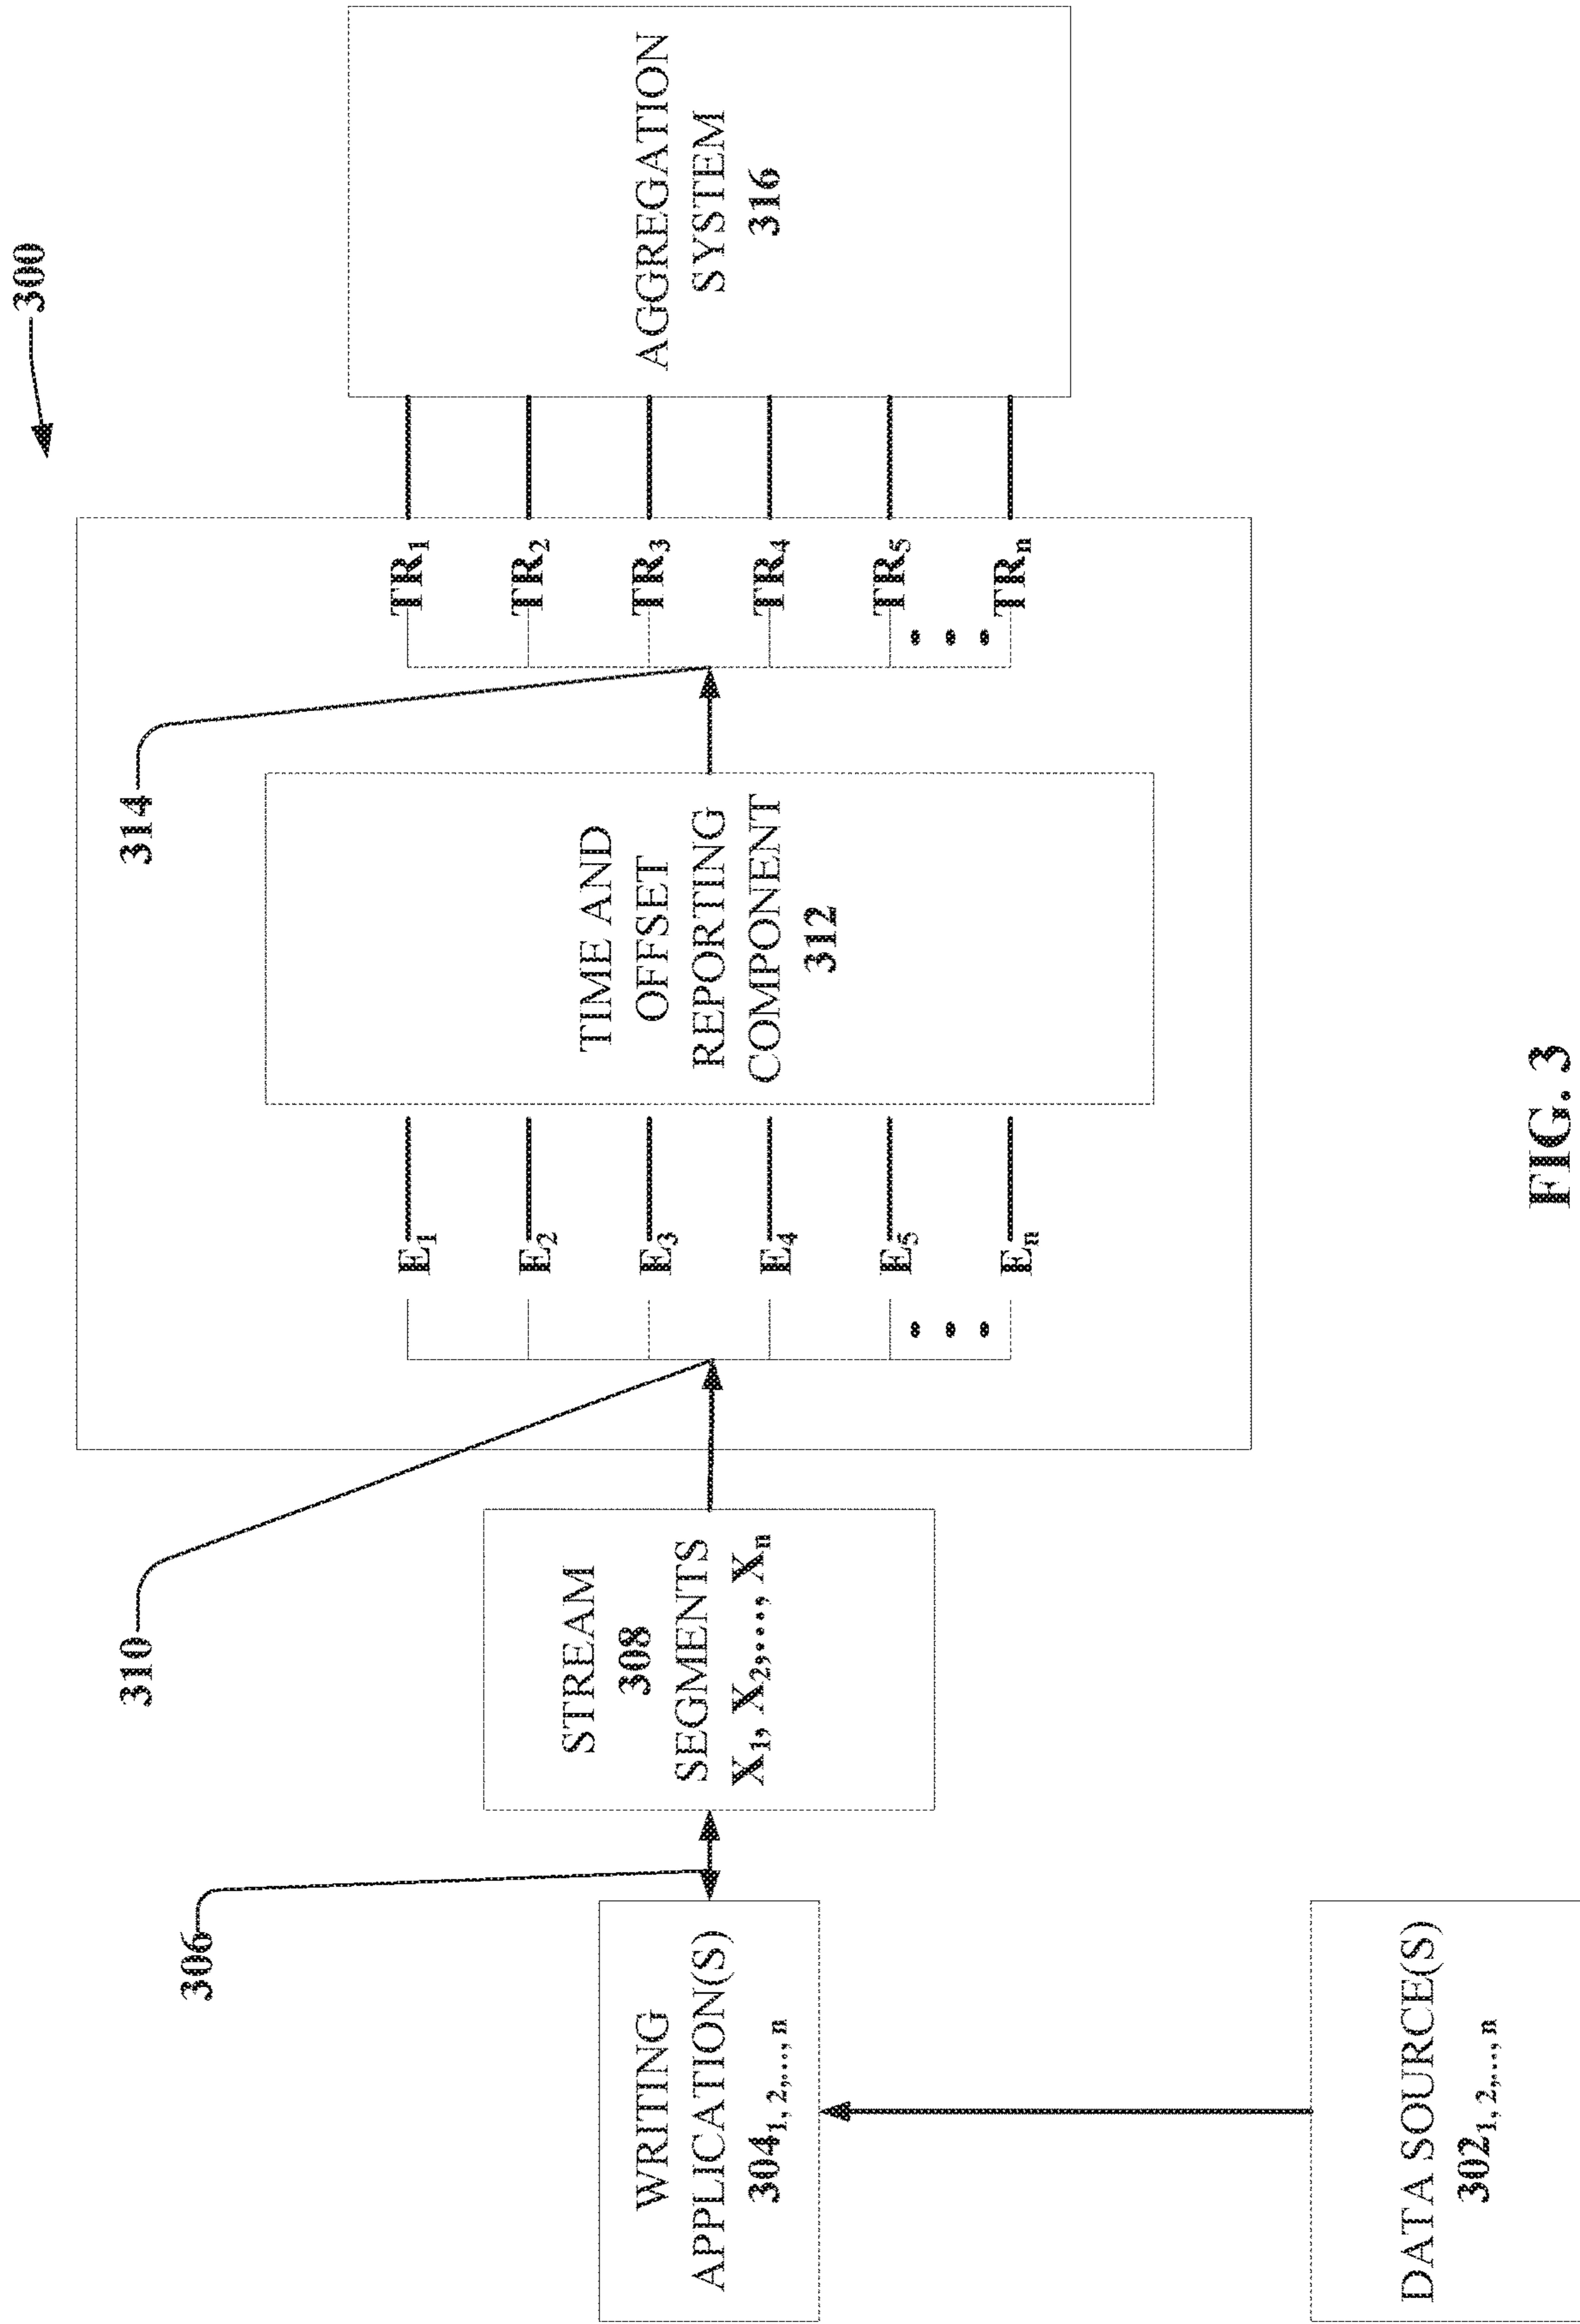 300
314
310
306
WRITING
APPLICATION(S)
304₁, ₂,..., ₙ
DATA SOURCE(S)
302₁, ₂,..., ₙ
STREAM
308
SEGMENTS
X₁, X₂,..., Xₙ
E₁
E₂
E₃
E₄
E₅
Eₙ
TIME AND
OFFSET
REPORTING
COMPONENT
312
TR₁
TR₂
TR₃
TR₄
TR₅
TRₙ
AGGREGATION
SYSTEM
316
FIG. 3